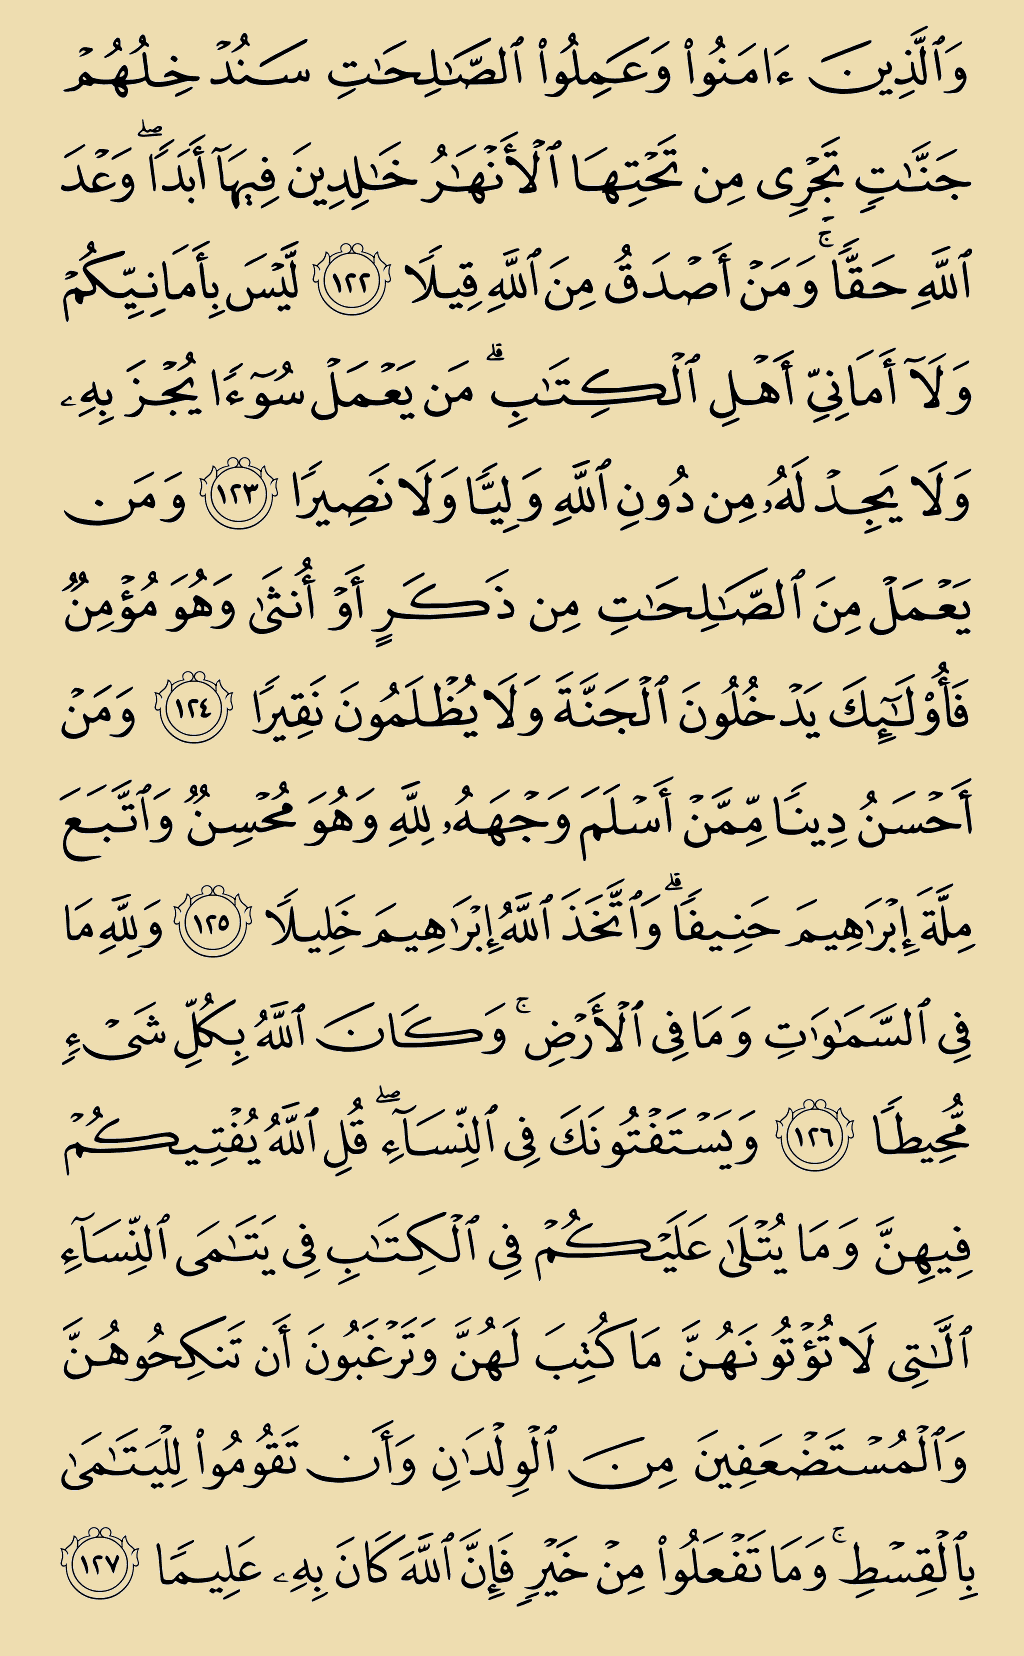 وَٱلَّذِينَ ءَامَنُوا۟ وَعَمِلُوا۟ ٱلصَّـٰلِحَـٰتِ سَنُدْخِلُهُمْ
جَنَّـٰتٍ تَجْرِى مِن تَحْتِهَا ٱلْأَنْهَـٰرُ خَـٰلِدِينَ فِيهَآ أَبَدًا ۖ وَعْدَ
ٱللَّهِ حَقًّا ۚ وَمَنْ أَصْدَقُ مِنَ ٱللَّهِ قِيلًا ١٢٢ لَّيْسَ بِأَمَانِيِّكُمْ
وَلَآ أَمَانِىِّ أَهْلِ ٱلْكِتَـٰبِ ۗ مَن يَعْمَلْ سُوٓءًا يُجْزَ بِهِۦ
وَلَا يَجِدْ لَهُۥ مِن دُونِ ٱللَّهِ وَلِيًّا وَلَا نَصِيرًا ١٢٣ وَمَن
يَعْمَلْ مِنَ ٱلصَّـٰلِحَـٰتِ مِن ذَكَرٍ أَوْ أُنثَىٰ وَهُوَ مُؤْمِنٌ
فَأُو۟لَـٰٓئِكَ يَدْخُلُونَ ٱلْجَنَّةَ وَلَا يُظْلَمُونَ نَقِيرًا ١٢٤ وَمَنْ
أَحْسَنُ دِينًا مِّمَّنْ أَسْلَمَ وَجْهَهُۥ لِلَّهِ وَهُوَ مُحْسِنٌ وَٱتَّبَعَ
مِلَّةَ إِبْرَٰهِيمَ حَنِيفًا ۗ وَٱتَّخَذَ ٱللَّهُ إِبْرَٰهِيمَ خَلِيلًا ١٢٥ وَلِلَّهِ مَا
فِى ٱلسَّمَـٰوَٰتِ وَمَا فِى ٱلْأَرْضِ ۚ وَكَانَ ٱللَّهُ بِكُلِّ شَىْءٍ
مُّحِيطًا ١٢٦ وَيَسْتَفْتُونَكَ فِى ٱلنِّسَآءِ ۖ قُلِ ٱللَّهُ يُفْتِيكُمْ
فِيهِنَّ وَمَا يُتْلَىٰ عَلَيْكُمْ فِى ٱلْكِتَـٰبِ فِى يَتَـٰمَى ٱلنِّسَآءِ
ٱلَّـٰتِى لَا تُؤْتُونَهُنَّ مَا كُتِبَ لَهُنَّ وَتَرْغَبُونَ أَن تَنكِحُوهُنَّ
وَٱلْمُسْتَضْعَفِينَ مِنَ ٱلْوِلْدَٰنِ وَأَن تَقُومُوا۟ لِلْيَتَـٰمَىٰ
بِٱلْقِسْطِ ۚ وَمَا تَفْعَلُوا۟ مِنْ خَيْرٍ فَإِنَّ ٱللَّهَ كَانَ بِهِۦ عَلِيمًا ١٢٧